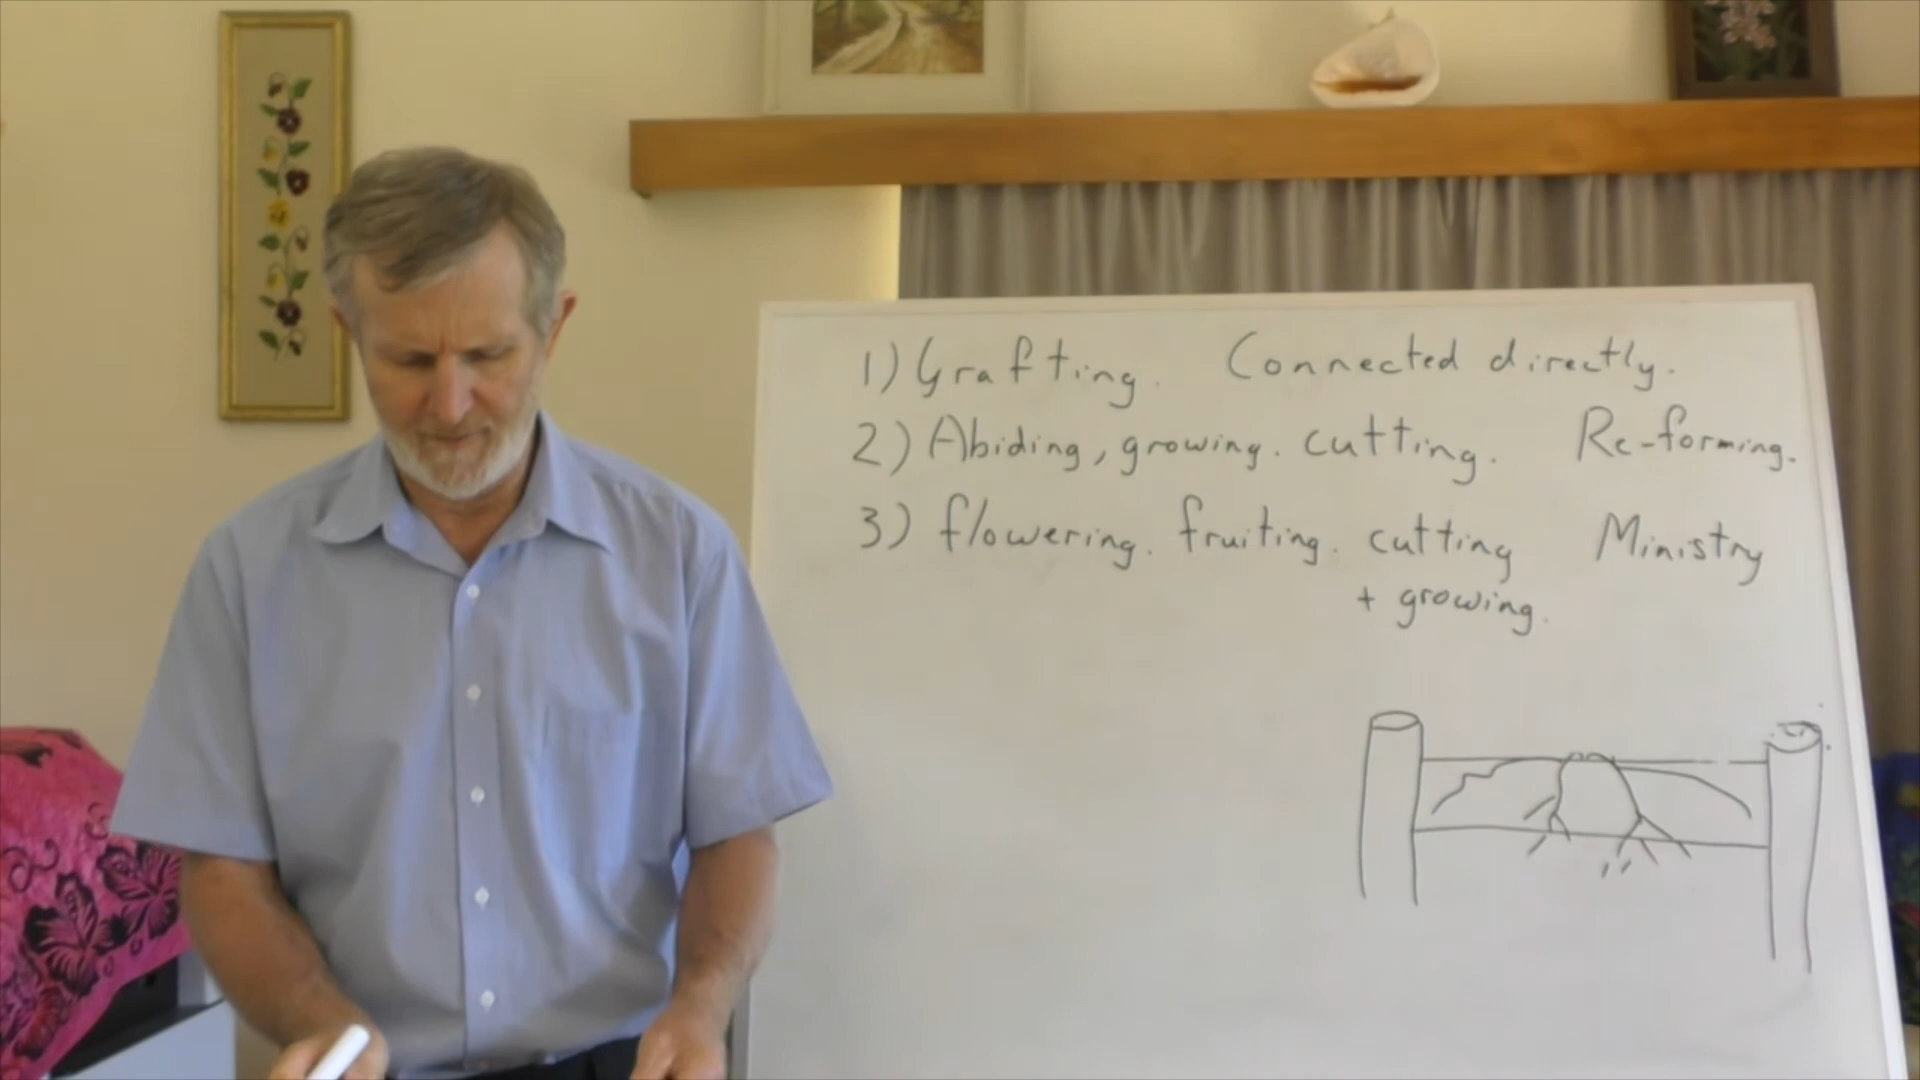 1) Grafting. Connected directly.
2) Abiding, growing. cutting. Re-forming.
3) flowering. fruiting. cutting Ministry
+ growing.